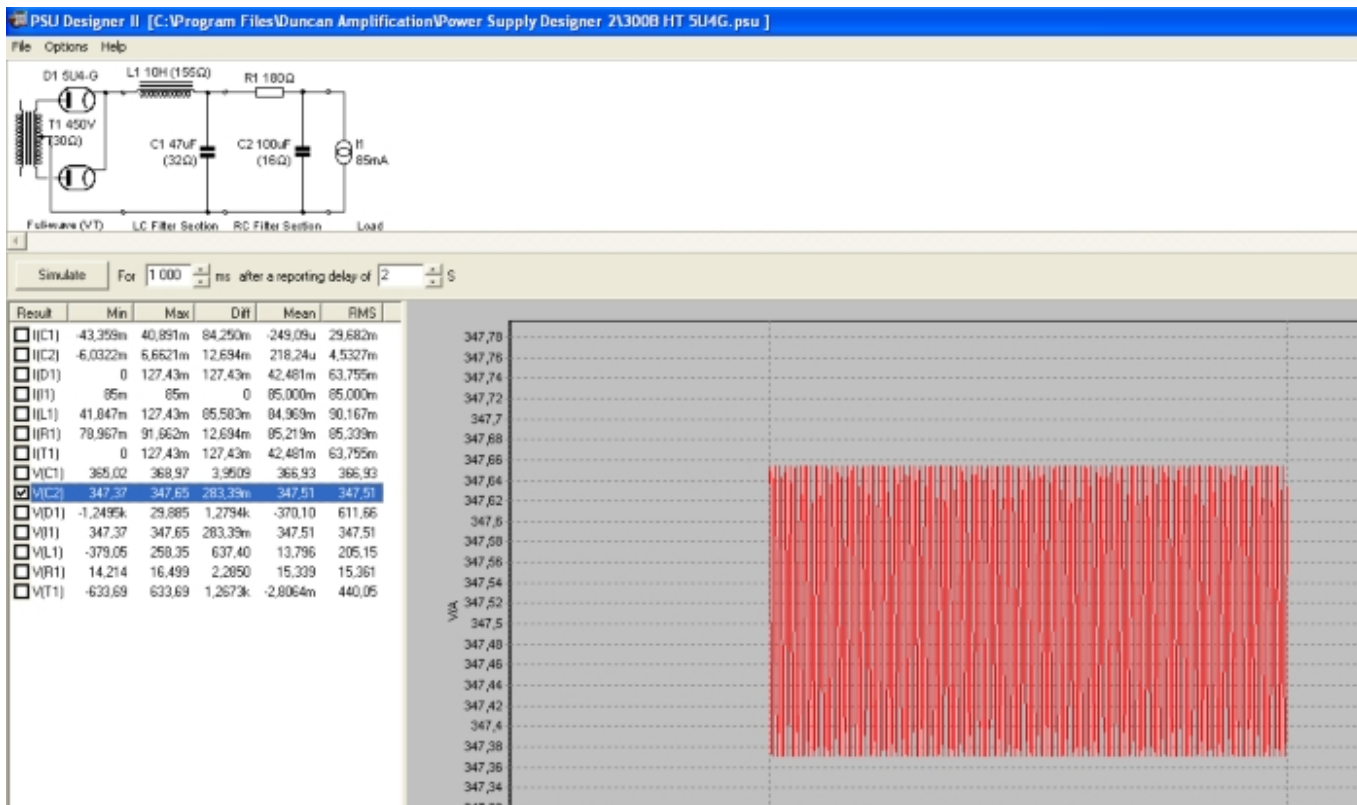 PSU Designer II [C:\Program Files\Duncan Amplification\Power Supply Designer 2\300B HT 5U4G.psu ]
File Options Help
D1 5U4-G
L1 10H (155Ω)
R1 180Ω
T1 450V
(30Ω)
C1 47uF
(32Ω)
C2 100uF
(16Ω)
I1
85mA
Full-wave (VT) LC Filter Section RC Filter Section Load
Simulate For 1 000 ms after a reporting delay of 2 S
Result Min Max Diff Mean RMS
I(C1) -43,359m 40,891m 84,250m -249,09u 29,682m
I(C2) -6,0322m 6,6621m 12,694m 218,24u 4,5327m
I(D1) 0 127,43m 127,43m 42,481m 63,755m
I(I1) 85m 85m 0 85,000m 85,000m
I(L1) 41,847m 127,43m 85,583m 84,969m 90,167m
I(R1) 78,967m 91,662m 12,694m 85,219m 85,339m
I(T1) 0 127,43m 127,43m 42,481m 63,755m
V(C1) 365,02 368,97 3,9509 366,93 366,93
V(C2) 347,37 347,65 283,39m 347,51 347,51
V(D1) -1,2495k 29,885 1,2794k -370,10 611,66
V(I1) 347,37 347,65 283,39m 347,51 347,51
V(L1) -379,05 258,35 637,40 13,796 205,15
V(R1) 14,214 16,499 2,2850 15,339 15,361
V(T1) -633,69 633,69 1,2673k -2,8064m 440,05
347,78
347,76
347,74
347,72
347,7
347,68
347,66
347,64
347,62
347,6
347,58
347,56
347,54
347,52
V/A
347,5
347,48
347,46
347,44
347,42
347,4
347,38
347,36
347,34